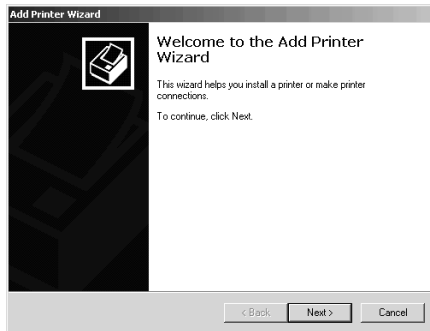 Add Printer Wizard
Welcome to the Add Printer
Wizard
This wizard helps you install a printer or make printer
connections.
To continue, click Next.
< Back
Next >
Cancel